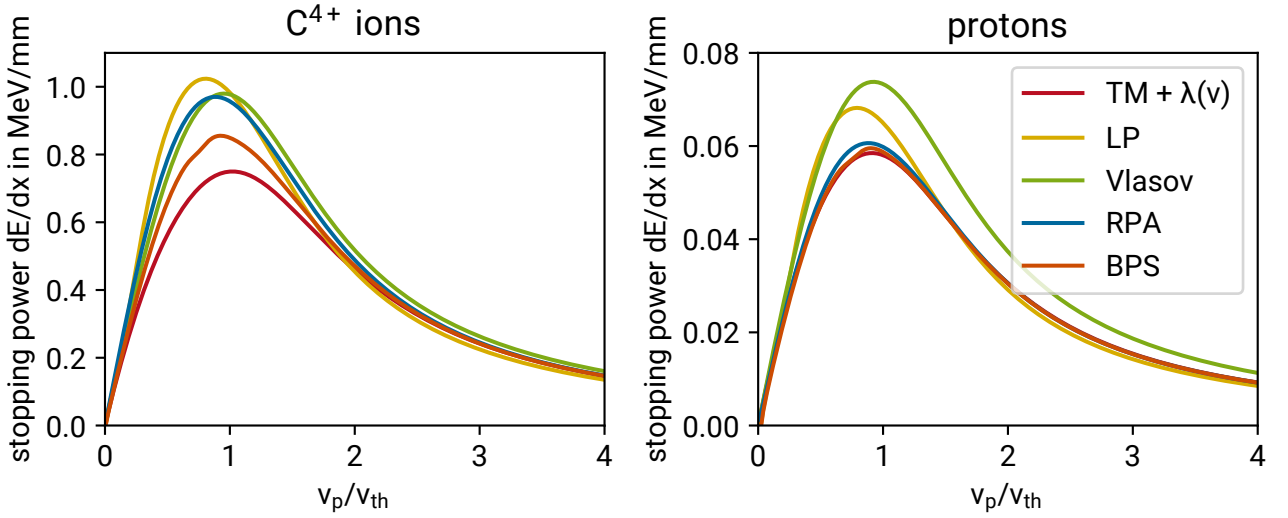 C⁴⁺ ions
stopping power dE/dx in MeV/mm
1.0
0.8
0.6
0.4
0.2
0.0
0
1
2
3
4
vₚ/vₜₕ
protons
stopping power dE/dx in MeV/mm
0.08
0.06
0.04
0.02
0.00
0
1
2
3
4
vₚ/vₜₕ
TM + λ(v)
LP
Vlasov
RPA
BPS